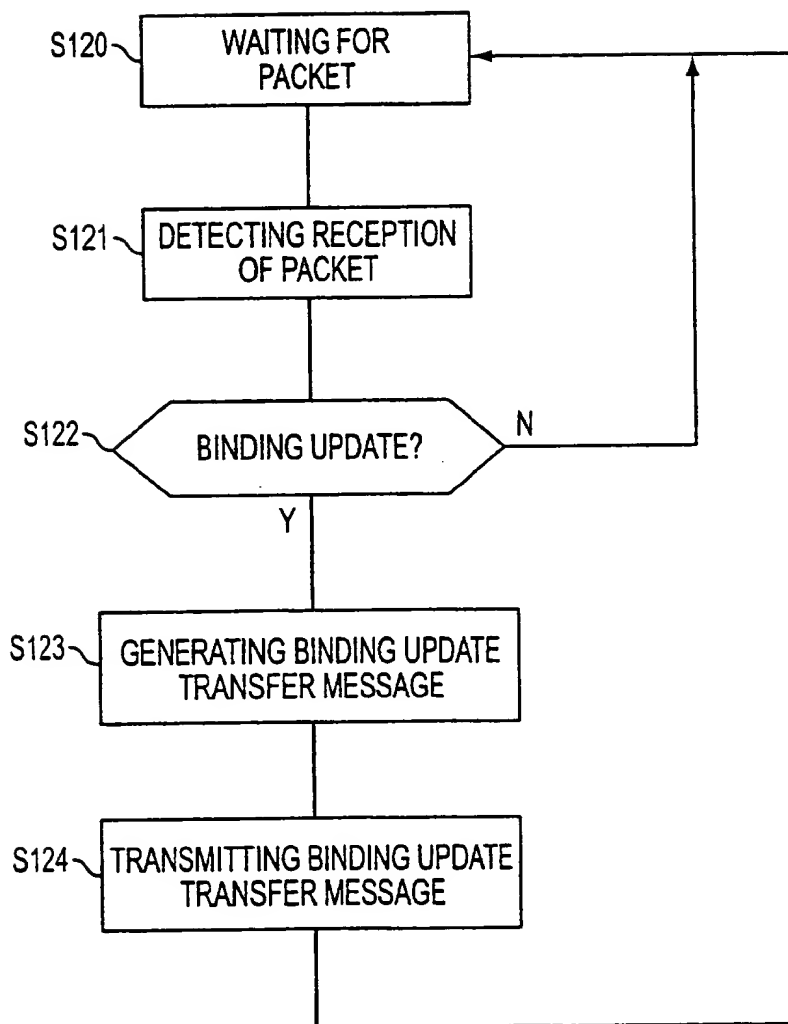 S120
WAITING FOR
PACKET
S121
DETECTING RECEPTION
OF PACKET
S122
BINDING UPDATE?
N
Y
S123
GENERATING BINDING UPDATE
TRANSFER MESSAGE
S124
TRANSMITTING BINDING UPDATE
TRANSFER MESSAGE